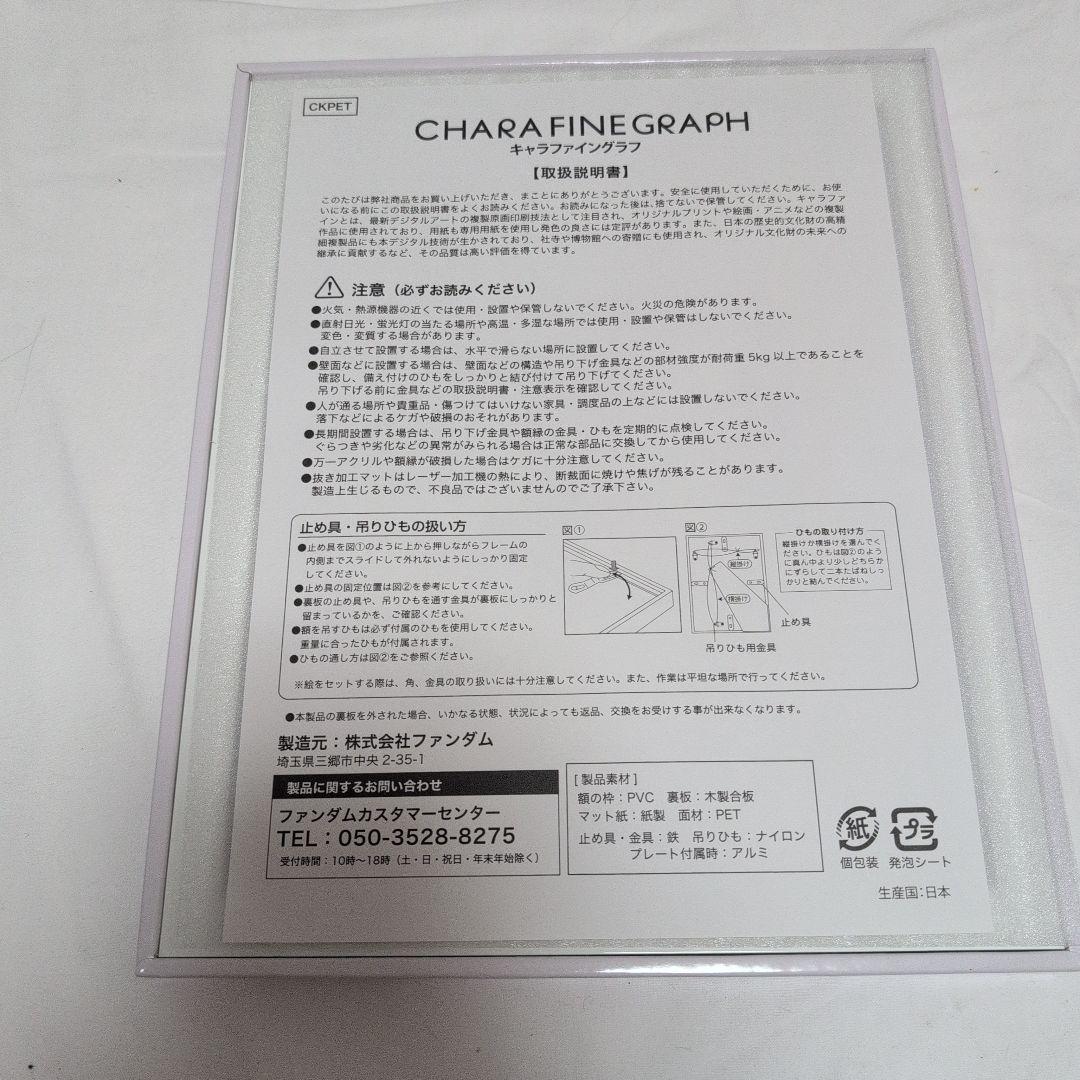 CKPET
CHARA FINEGRAPH
キャラファイングラフ
【取扱説明書】
このたびは弊社商品をお買い上げいただき、まことにありがとうございます。安全に使用していただくために、お使
いになる前にこの取扱説明書をよくお読みください。お読みになった後は、捨てないで保管してください。キャラファ
インとは、最新デジタルアートの複製原画印刷技法として注目され、オリジナルプリントや絵画・アニメなどの複製
作品に使用されており、用紙も専用用紙を使用し発色の良さには定評があります。また、日本の歴史的文化財の高精
細複製品にも本デジタル技術が生かされており、社寺や博物館への寄贈にも使用され、オリジナル文化財の未来への
継承に貢献するなど、その品質は高い評価を得ています。
注意（必ずお読みください）
●火気・熱源機器の近くでは使用・設置や保管しないでください。火災の危険があります。
●直射日光・蛍光灯の当たる場所や高温・多湿な場所では使用・設置や保管はしないでください。
変色・変質する場合があります。
●自立させて設置する場合は、水平で滑らない場所に設置してください。
●壁面などに設置する場合は、壁面などの構造や吊り下げ金具などの部材強度が耐荷重5kg以上であることを
確認し、備え付けのひもをしっかりと結び付けて吊り下げてください。
吊り下げる前に金具などの取扱説明書・注意表示を確認してください。
●人が通る場所や貴重品・傷つけてはいけない家具・調度品の上などには設置しないでください。
落下などによるケガや破損のおそれがあります。
●長期間設置する場合は、吊り下げ金具や額縁の金具・ひもを定期的に点検してください。
ぐらつきや劣化などの異常がみられる場合は正常な部品に交換してから使用してください。
●万一アクリルや額縁が破損した場合はケガに十分注意してください。
●抜き加工マットはレーザー加工機の熱により、断裁面に焼けや焦げが残ることがあります。
製造上生じるもので、不良品ではございませんのでご了承下さい。
止め具・吊りひもの扱い方
●止め具を図①のように上から押しながらフレームの
内側までスライドして外れないようにしっかり固定
してください。
●止め具の固定位置は図②を参考にしてください。
●裏板の止め具や、吊りひもを通す金具が裏板にしっかりと
留まっているかを、ご確認ください。
●額を吊すひもは必ず付属のひもを使用してください。
重量に合ったひもが付属されます。
●ひもの通し方は図②をご参照ください。
図①
図②
縦掛け
横掛け
止め具
吊りひも用金具
ひもの取り付け方
縦掛けか横掛けを選んでく
ださい。ひもは図②のよう
に真ん中より少しどちらか
にずらして二本たばねしっ
かりと結んでください。
※絵をセットする際は、角、金具の取り扱いには十分注意してください。また、作業は平坦な場所で行ってください。
●本製品の裏板を外された場合、いかなる状態、状況によっても返品、交換をお受けする事が出来なくなります。
製造元：株式会社ファンダム
埼玉県三郷市中央2-35-1
製品に関するお問い合わせ
ファンダムカスタマーセンター
TEL：050-3528-8275
受付時間：10時～18時（土・日・祝日・年末年始除く）
[ 製品素材 ]
額の枠：PVC 裏板：木製合板
マット紙：紙製 面材：PET
止め具・金具：鉄 吊りひも：ナイロン
プレート付属時：アルミ
紙
プラ
個包装 発泡シート
生産国：日本